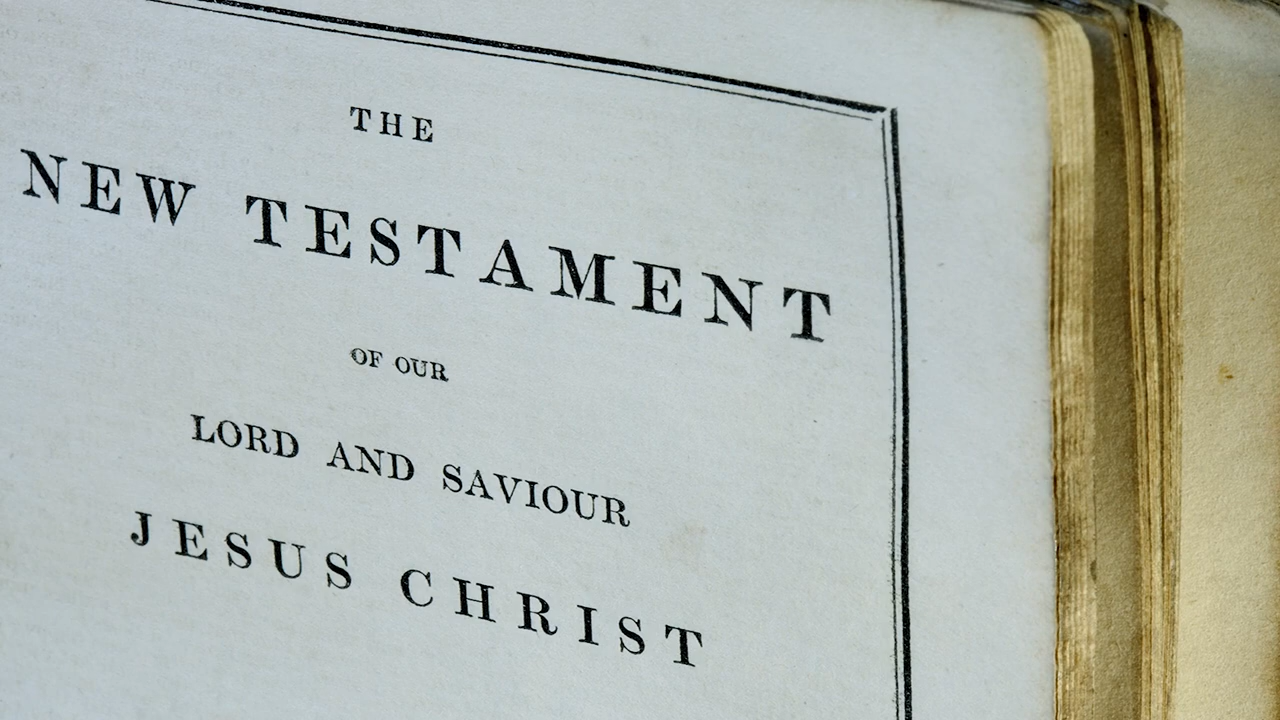 THE
NEW TESTAMENT
OF OUR
LORD AND SAVIOUR
JESUS CHRIST